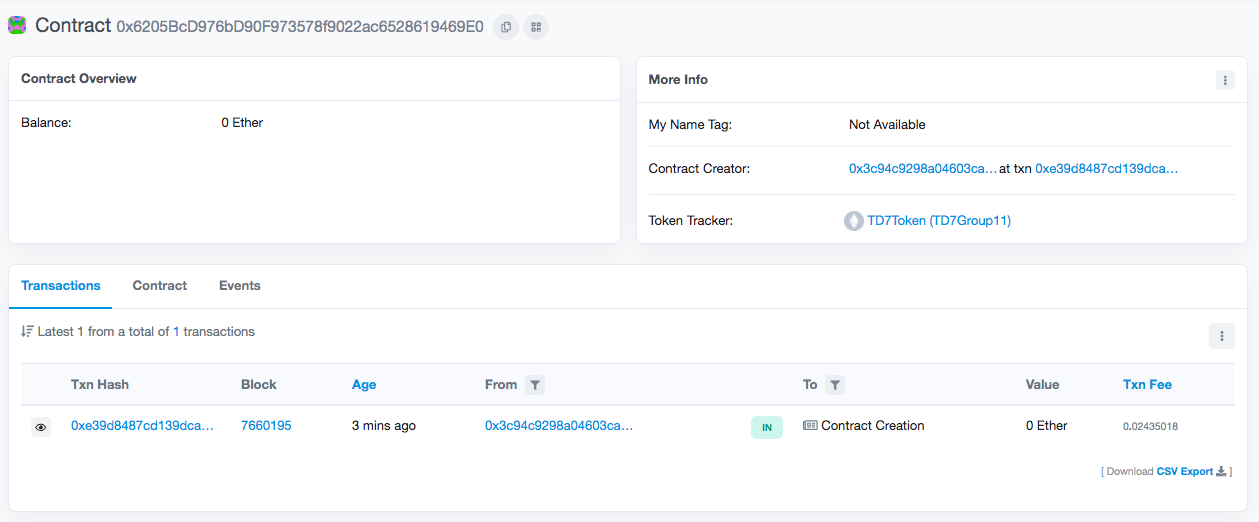 Contract 0x6205BcD976bD90F973578f9022ac6528619469E0
Contract Overview
Balance: 0 Ether
More Info
My Name Tag: Not Available
Contract Creator: 0x3c94c9298a04603ca... at txn 0xe39d8487cd139dca...
Token Tracker: TD7Token (TD7Group11)
Transactions Contract Events
Latest 1 from a total of 1 transactions
Txn Hash Block Age From To Value Txn Fee
0xe39d8487cd139dca... 7660195 3 mins ago 0x3c94c9298a04603ca... IN Contract Creation 0 Ether 0.02435018
[ Download CSV Export ]